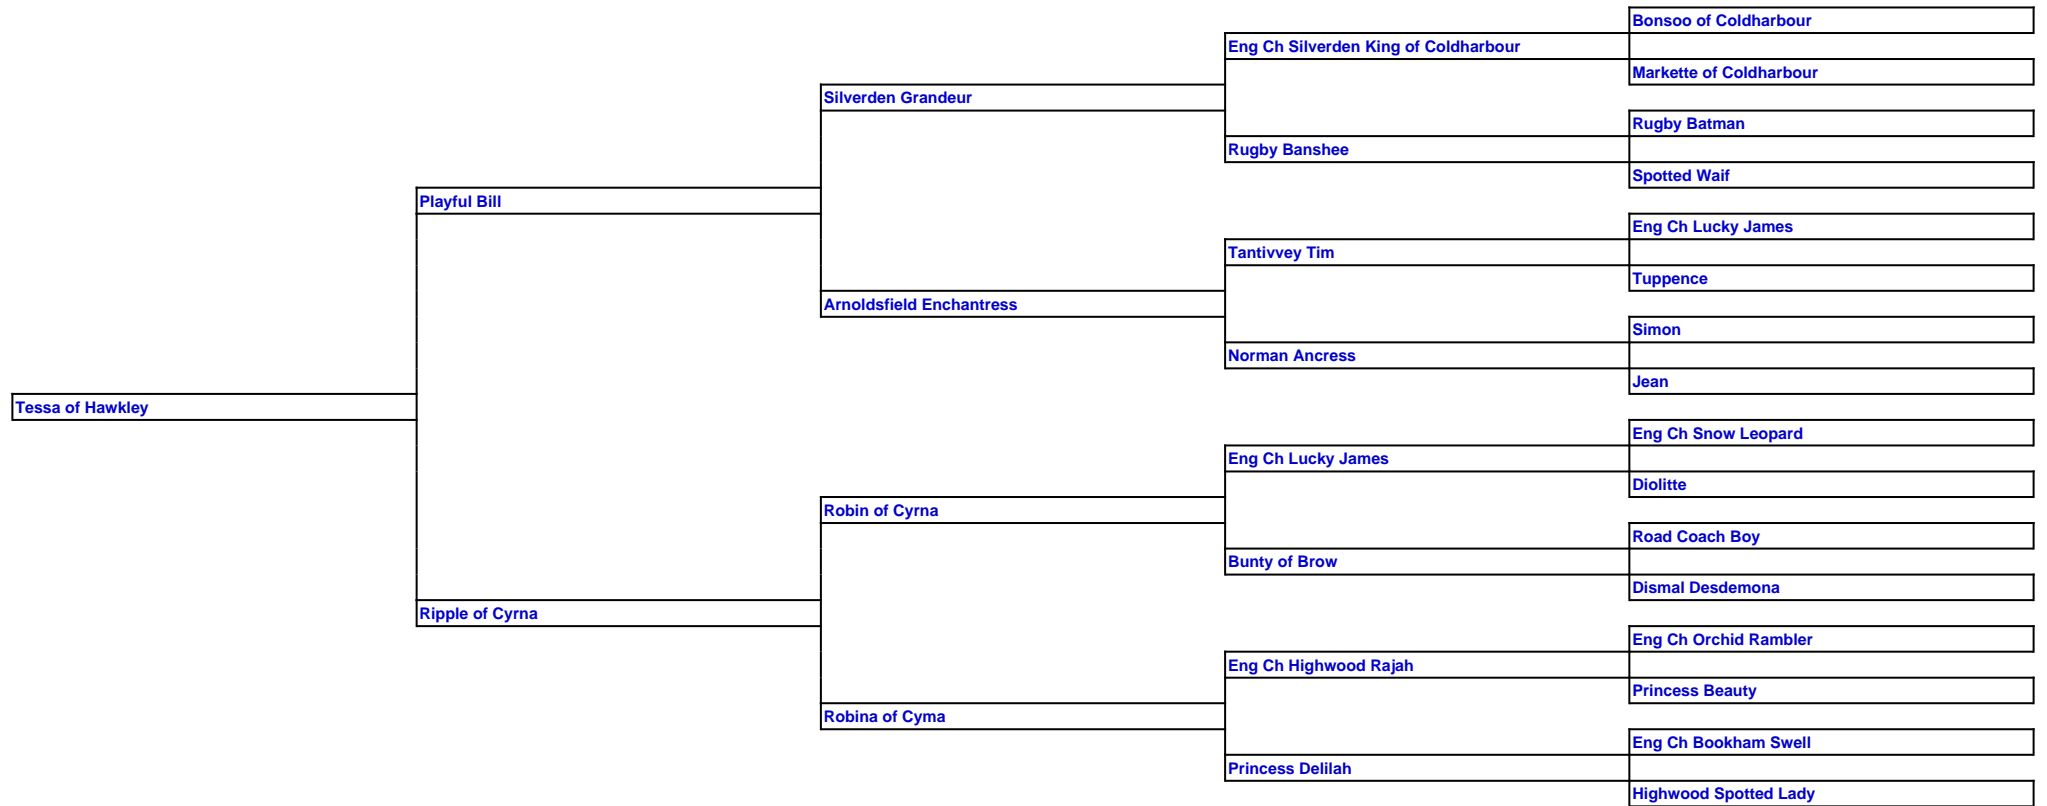 Bonsoo of Coldharbour
Eng Ch Silverden King of Coldharbour
Markette of Coldharbour
Silverden Grandeur
Rugby Batman
Rugby Banshee
Spotted Waif
Playful Bill
Eng Ch Lucky James
Tantivvey Tim
Tuppence
Arnoldsfield Enchantress
Simon
Norman Ancress
Jean
Tessa of Hawkley
Eng Ch Snow Leopard
Eng Ch Lucky James
Diolitte
Robin of Cyrna
Road Coach Boy
Bunty of Brow
Dismal Desdemona
Ripple of Cyrna
Eng Ch Orchid Rambler
Eng Ch Highwood Rajah
Princess Beauty
Robina of Cyma
Eng Ch Bookham Swell
Princess Delilah
Highwood Spotted Lady